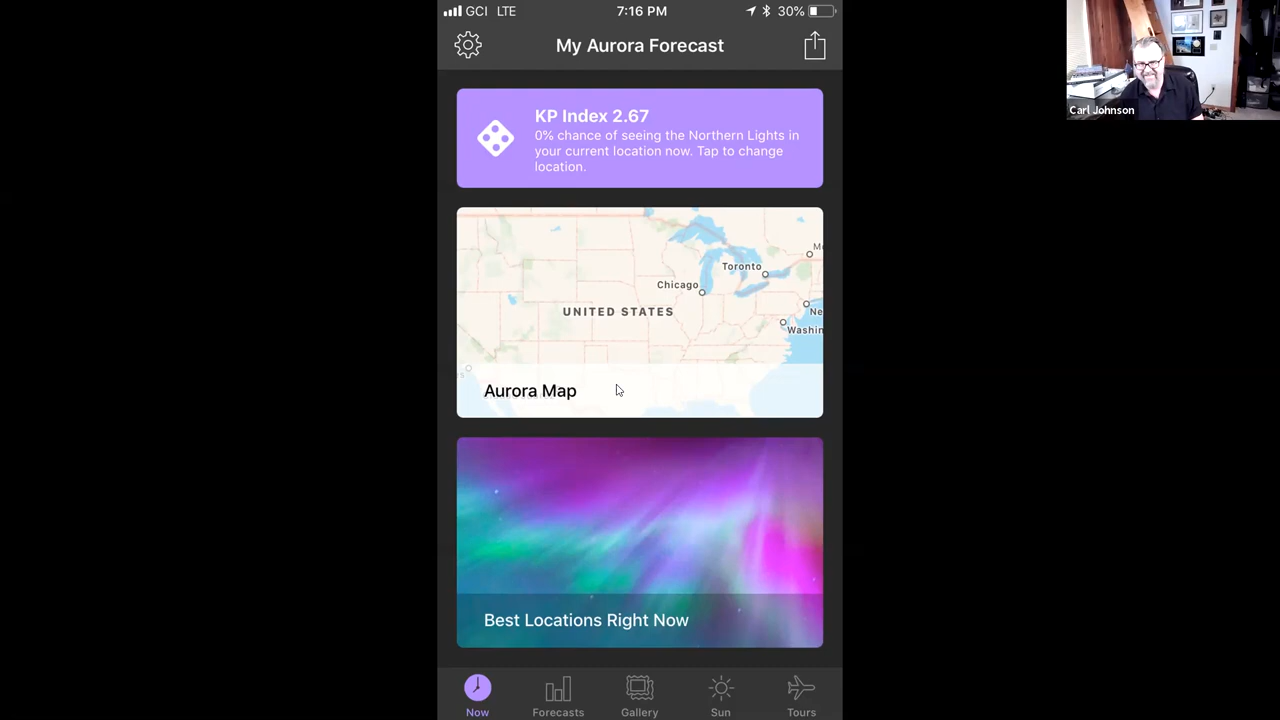 GCI LTE
7:16 PM
30%
My Aurora Forecast
KP Index 2.67
0% chance of seeing the Northern Lights in
your current location now. Tap to change
location.
Toronto
Chicago
UNITED STATES
Washin
Aurora Map
Best Locations Right Now
Now
Forecasts
Gallery
Sun
Tours
Carl Johnson